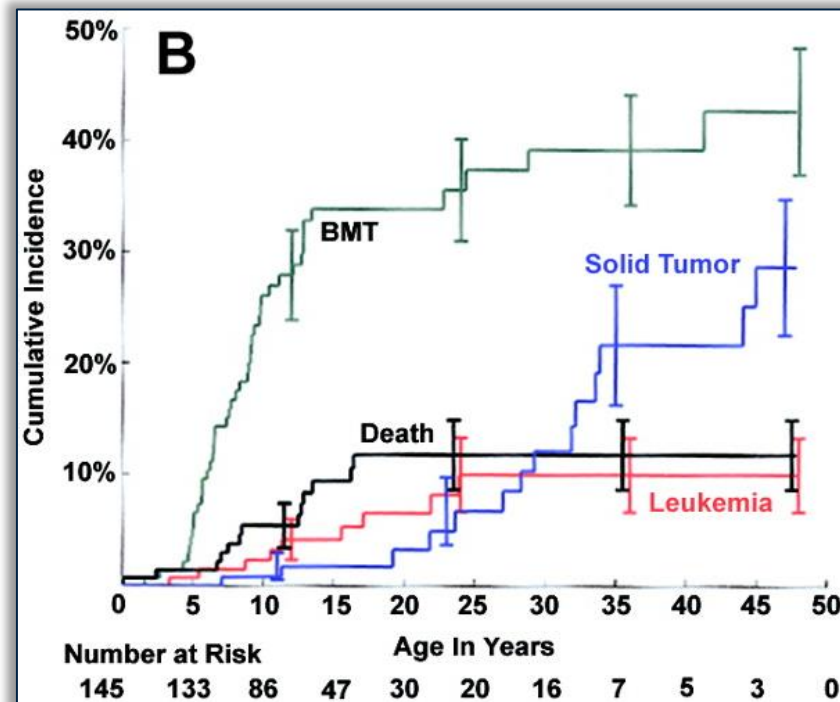 50%
B
40%
BMT
30%
Solid Tumor
20%
Death
10%
Leukemia
Cumulative Incidence
0 5 10 15 20 25 30 35 40 45 50
Age In Years
Number at Risk
145 133 86 47 30 20 16 7 5 3 0